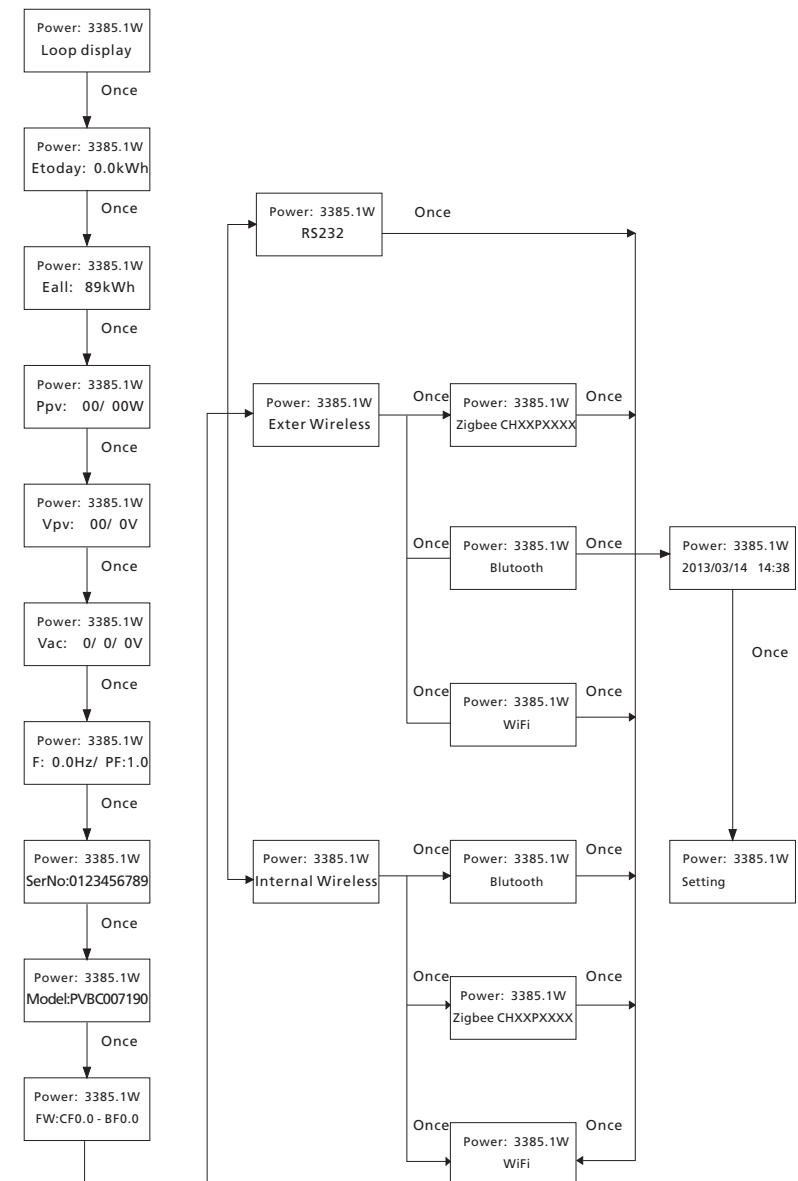 Power: 3385.1W
Loop display
Once
Power: 3385.1W
Etoday: 0.0kWh
Once
Power: 3385.1W
Eall: 89kWh
Once
Power: 3385.1W
Ppv: 00/ 00W
Once
Power: 3385.1W
Vpv: 00/ 0V
Once
Power: 3385.1W
Vac: 0/ 0/ 0V
Once
Power: 3385.1W
F: 0.0Hz/ PF:1.0
Once
Power: 3385.1W
SerNo:0123456789
Once
Power: 3385.1W
Model:PVBC007190
Once
Power: 3385.1W
FW:CF0.0 - BF0.0
Power: 3385.1W
RS232
Once
Power: 3385.1W
Exter Wireless
Once
Power: 3385.1W
Zigbee CHXXPXXXX
Once
Once
Power: 3385.1W
Blutooth
Once
Once
Power: 3385.1W
WiFi
Once
Power: 3385.1W
Internal Wireless
Once
Power: 3385.1W
Blutooth
Once
Once
Power: 3385.1W
Zigbee CHXXPXXXX
Once
Once
Power: 3385.1W
WiFi
Once
Power: 3385.1W
2013/03/14 14:38
Once
Power: 3385.1W
Setting